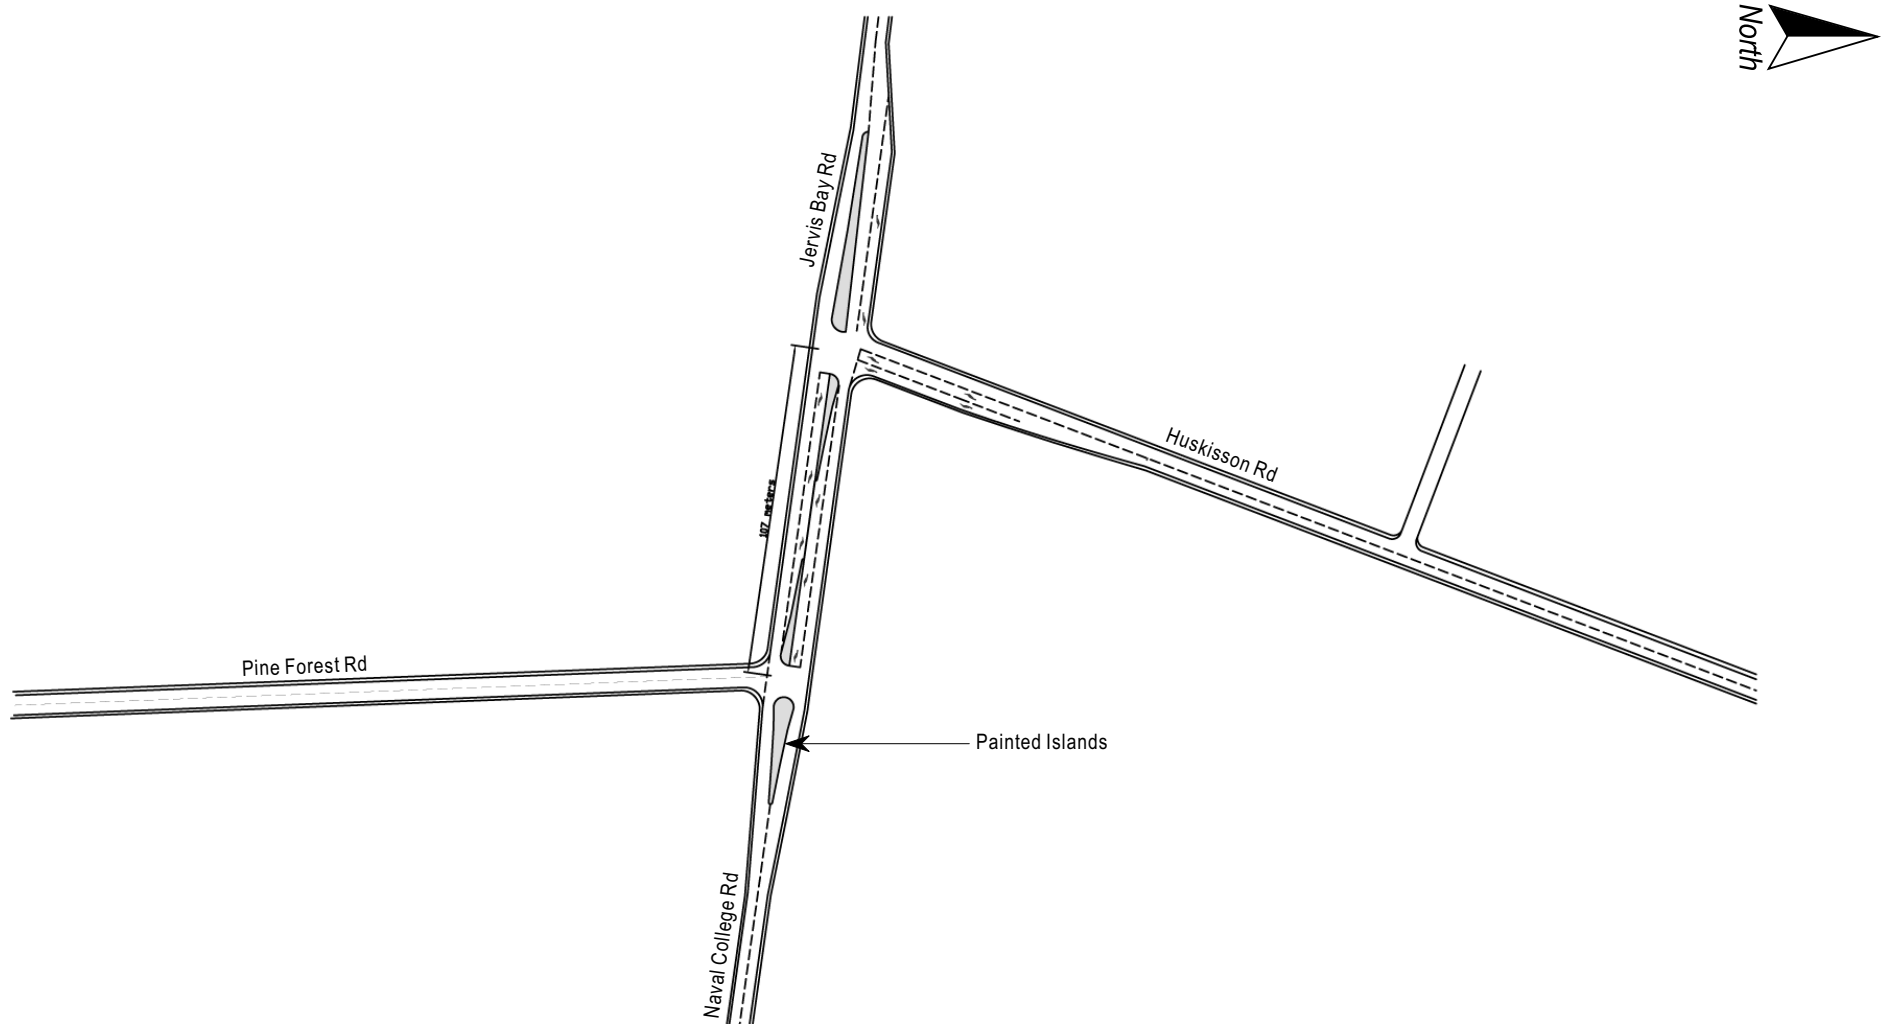 North
Jervis Bay Rd
Huskisson Rd
107 meters
Pine Forest Rd
Painted Islands
Naval College Rd